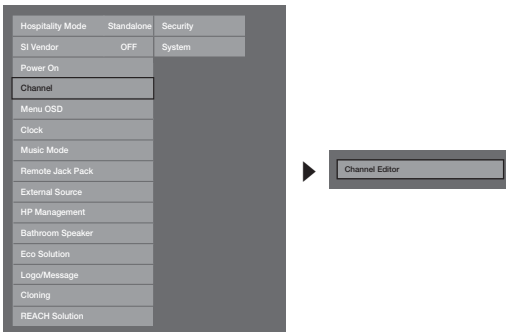 Hospitality Mode Standalone Security
SI Vendor OFF System
Power On
Channel
Menu OSD
Clock
Music Mode
Remote Jack Pack
External Source
HP Management
Bathroom Speaker
Eco Solution
Logo/Message
Cloning
REACH Solution
Channel Editor